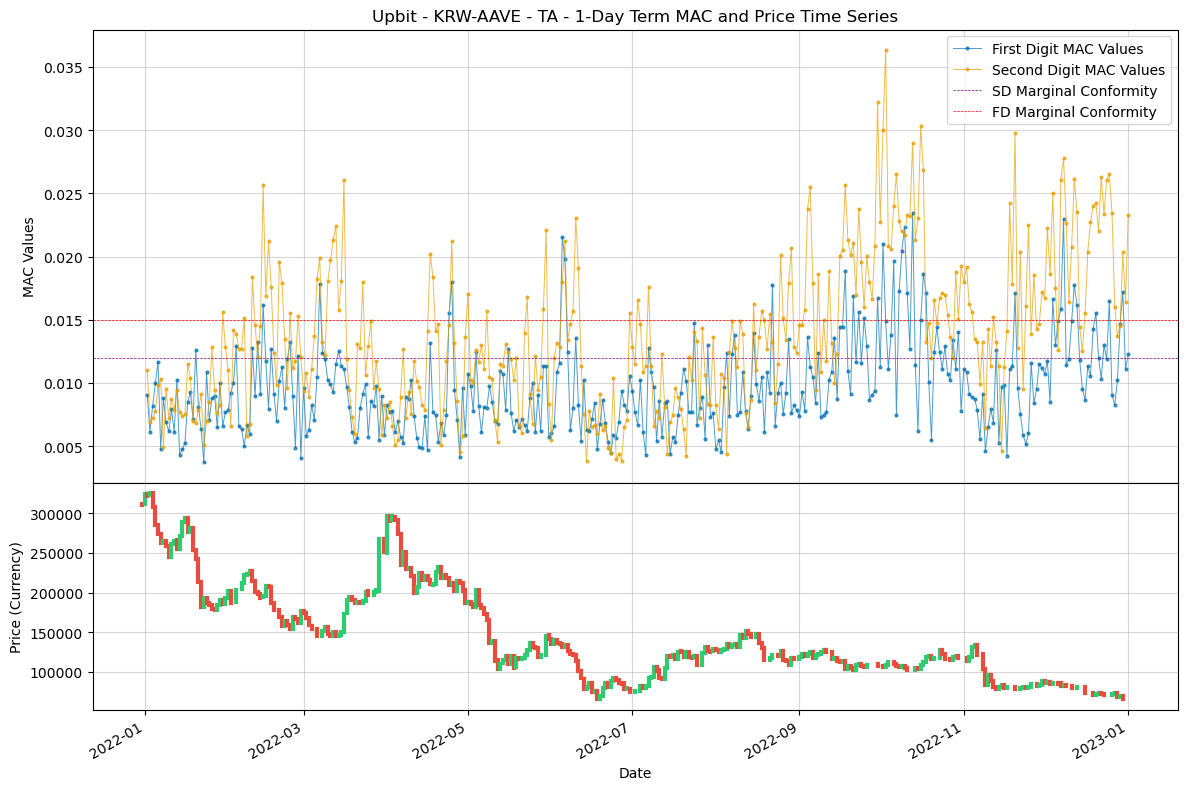 Upbit - KRW-AAVE - TA - 1-Day Term MAC and Price Time Series
First Digit MAC Values
Second Digit MAC Values
SD Marginal Conformity
FD Marginal Conformity
MAC Values
0.035
0.030
0.025
0.020
0.015
0.010
0.005
Price (Currency)
300000
250000
200000
150000
100000
2022-01
2022-03
2022-05
2022-07
2022-09
2022-11
2023-01
Date